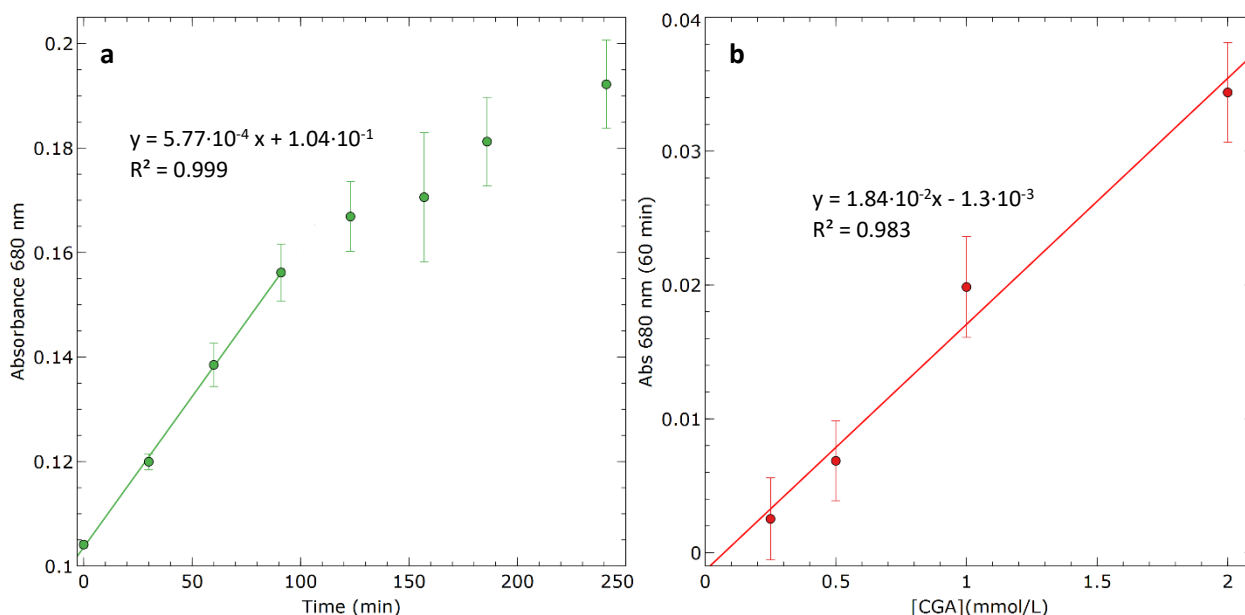 a
y = 5.77·10⁻⁴ x + 1.04·10⁻¹
R² = 0.999
Absorbance 680 nm
0.2
0.18
0.16
0.14
0.12
0.1
0
50
100
150
200
250
Time (min)
b
y = 1.84·10⁻²x - 1.3·10⁻³
R² = 0.983
Abs 680 nm (60 min)
0.04
0.03
0.02
0.01
0
0
0.5
1
1.5
2
[CGA](mmol/L)